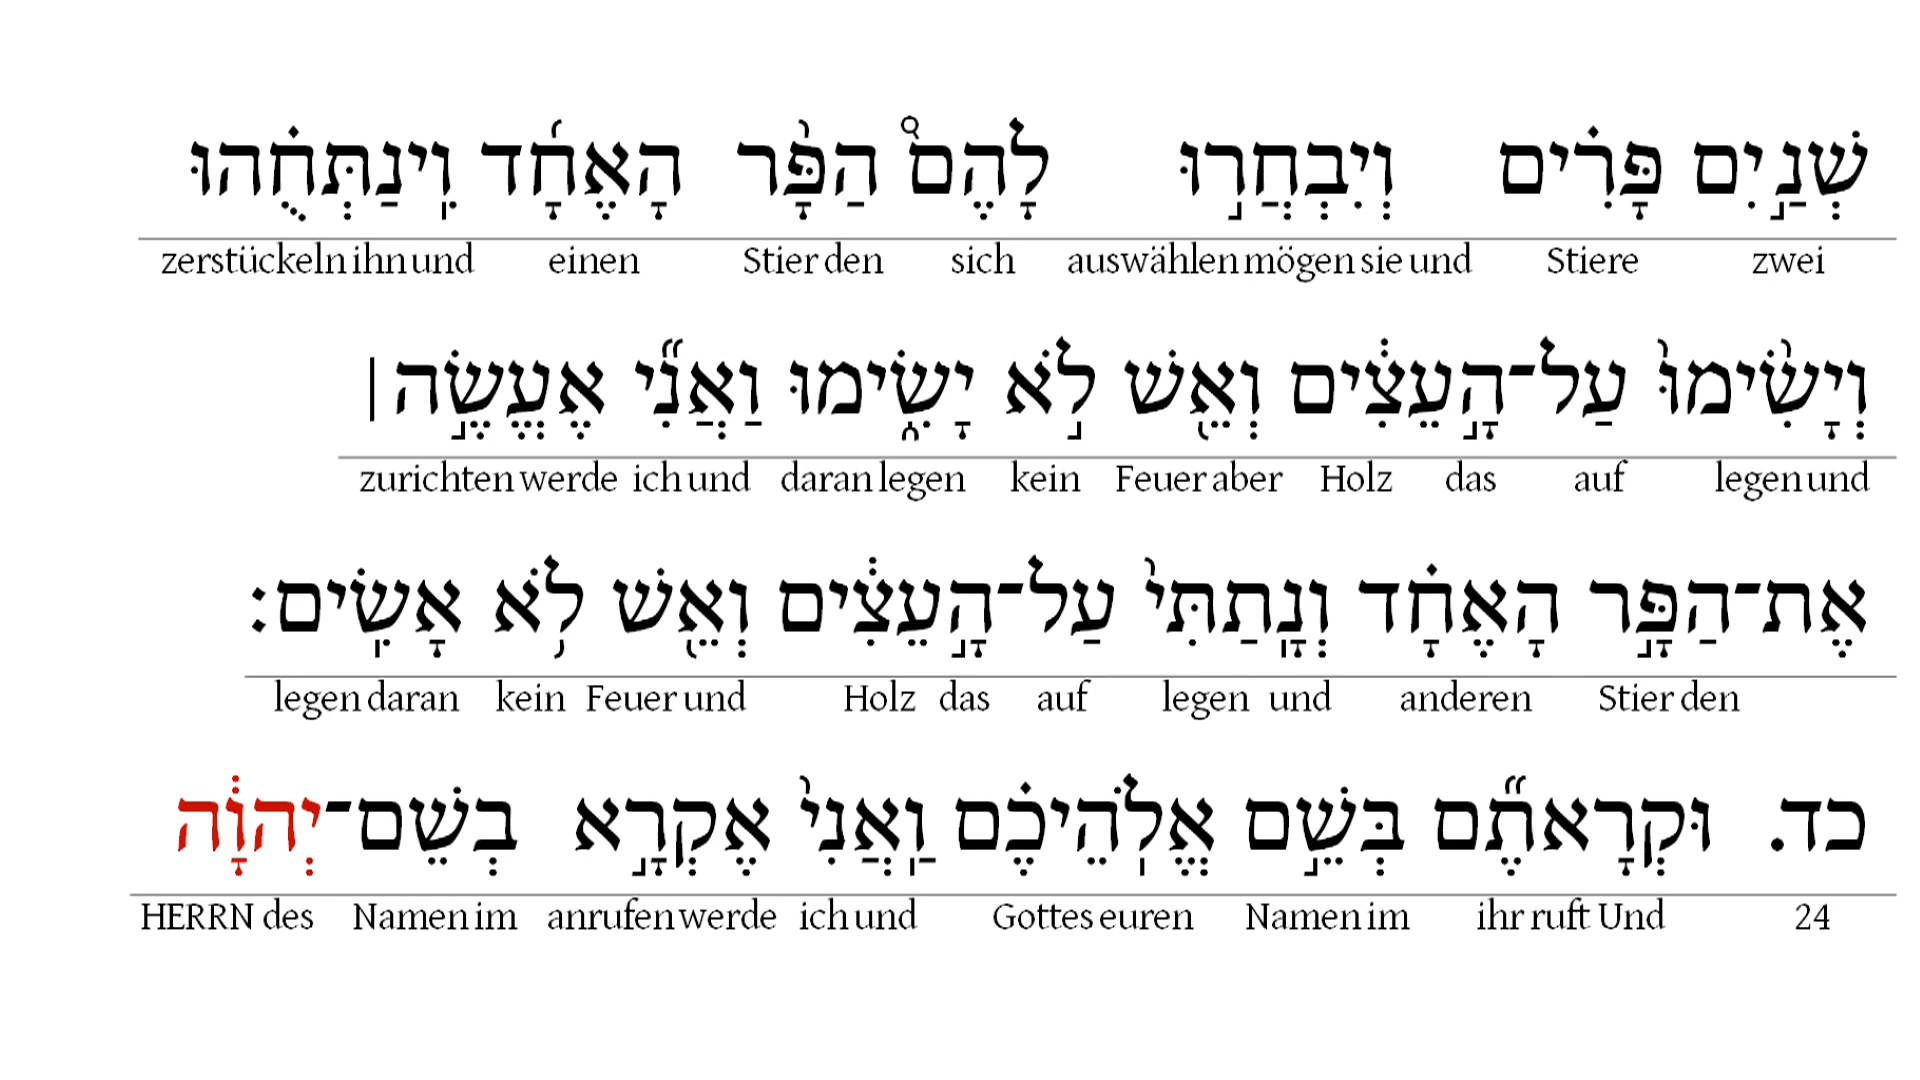 שְׁנַ֣יִם פָּרִ֗ים וְיִבְחֲר֣וּ לָהֶם֩ הַפָּ֨ר הָאֶחָ֜ד וִֽינַתְּחֻ֗הוּ
zerstückeln ihn und einen Stier den sich auswählen mögen sie und Stiere zwei
וְיָשִׂ֙ימוּ֙ עַל־הָ֣עֵצִ֔ים וְאֵ֖שׁ לֹ֣א יָשִׂ֑ימוּ וַאֲנִ֞י אֶעֱשֶׂ֣ה ׀
zurichten werde ich und daran legen kein Feuer aber Holz das auf legen und
אֶת־הַפָּ֣ר הָאֶחָ֗ד וְנָֽתַתִּי֙ עַל־הָ֣עֵצִ֔ים וְאֵ֖שׁ לֹ֥א אָשִֽׂים׃
legen daran kein Feuer und Holz das auf legen und anderen Stier den
כד. וּקְרָאתֶ֞ם בְּשֵׁ֣ם אֱלֹֽהֵיכֶ֗ם וַֽאֲנִי֙ אֶקְרָ֣א בְשֵׁם־יְהוָ֔ה
HERRN des Namen im anrufen werde ich und Gottes euren Namen im ihr ruft Und 24